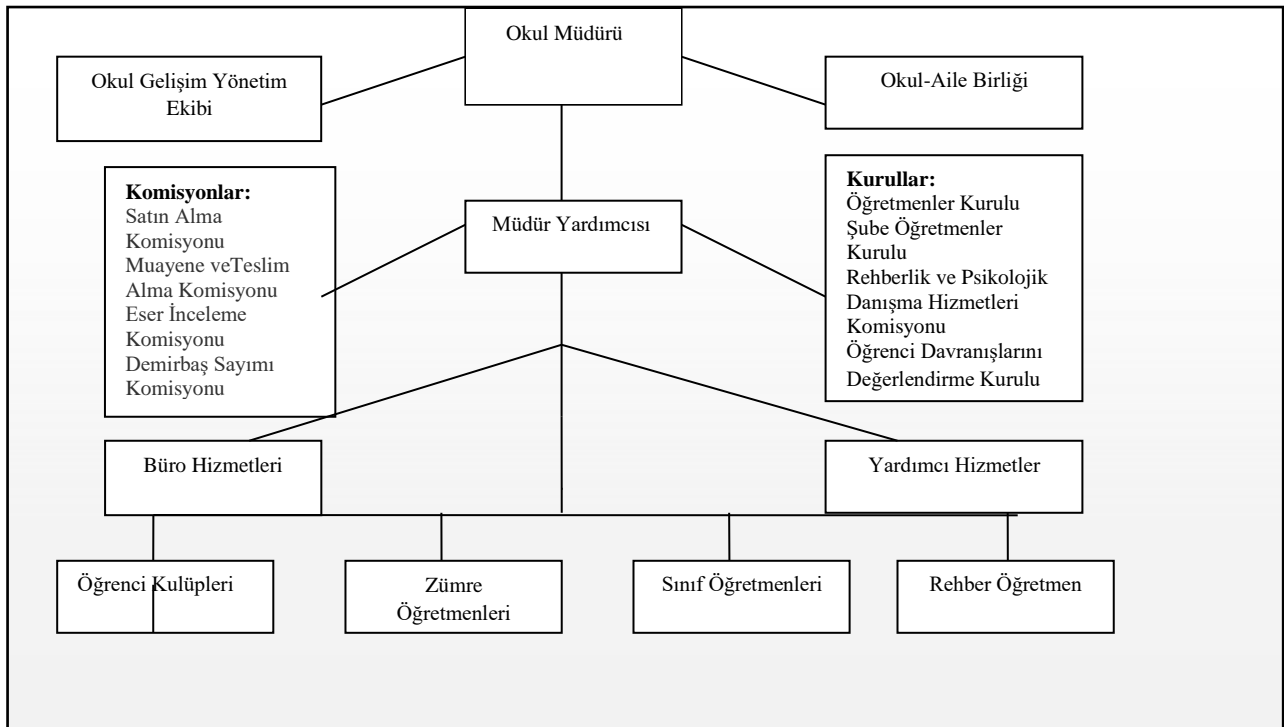 Okul Müdürü
Okul Gelişim Yönetim
Ekibi
Okul-Aile Birliği
Komisyonlar:
Satın Alma
Komisyonu
Muayene veTeslim
Alma Komisyonu
Eser İnceleme
Komisyonu
Demirbaş Sayımı
Komisyonu
Müdür Yardımcısı
Kurullar:
Öğretmenler Kurulu
Şube Öğretmenler
Kurulu
Rehberlik ve Psikolojik
Danışma Hizmetleri
Komisyonu
Öğrenci Davranışlarını
Değerlendirme Kurulu
Büro Hizmetleri
Yardımcı Hizmetler
Öğrenci Kulüpleri
Zümre
Öğretmenleri
Sınıf Öğretmenleri
Rehber Öğretmen